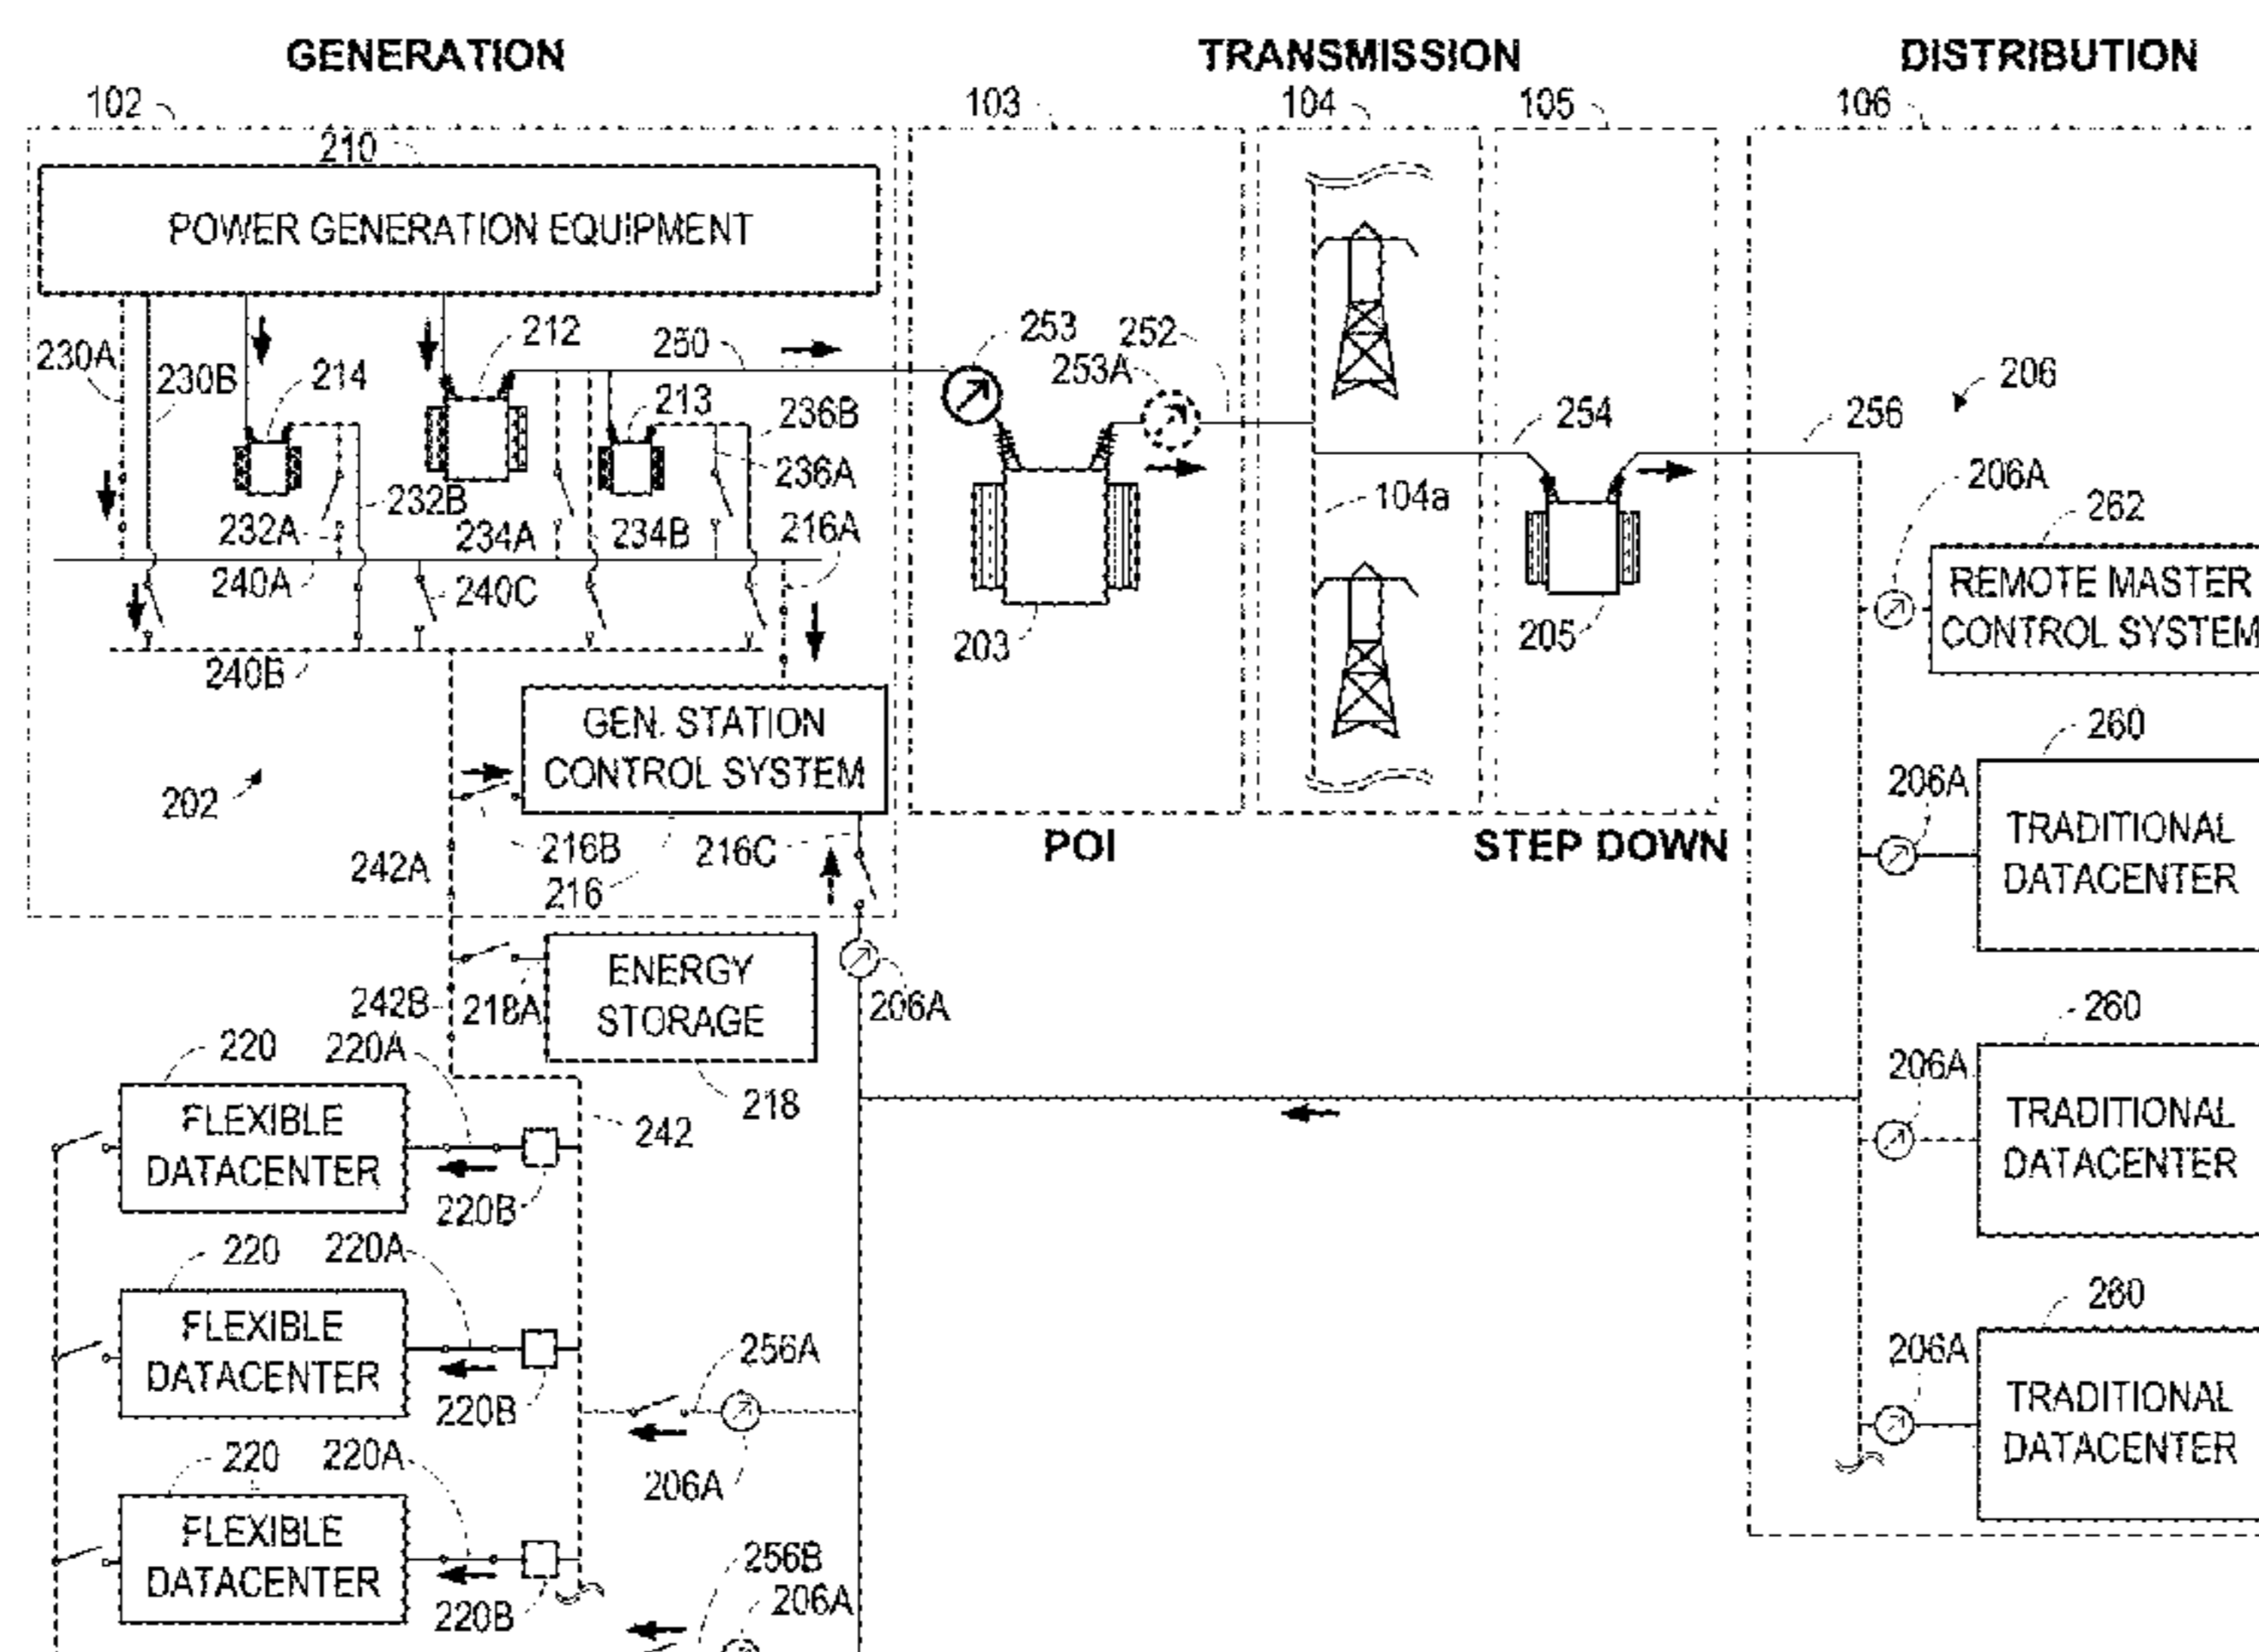 GENERATION
TRANSMISSION
DISTRIBUTION
102
103
104
105
106
210
POWER GENERATION EQUIPMENT
230A
230B
214
212
250
213
236B
236A
216A
232A
232B
234A
234B
240A
240C
240B
253
252
253A
203
104a
254
205
256
206
206A
262
REMOTE MASTER
CONTROL SYSTEM
GEN. STATION
CONTROL SYSTEM
202
242A
216B
216
216C
POI
STEP DOWN
260
206A
TRADITIONAL
DATACENTER
ENERGY
STORAGE
242B
218A
206A
218
242
260
206A
TRADITIONAL
DATACENTER
220
220A
FLEXIBLE
DATACENTER
220B
220
220A
FLEXIBLE
DATACENTER
220B
256A
206A
260
206A
TRADITIONAL
DATACENTER
220
220A
FLEXIBLE
DATACENTER
220B
256B
206A